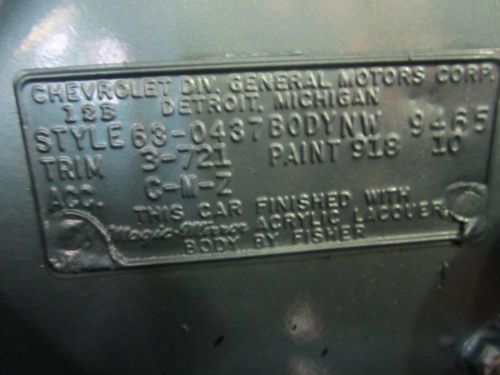 CHEVROLET DIV. GENERAL MOTORS CORP.
12B DETROIT, MICHIGAN
STYLE 63-0437 BODY NW 9465
TRIM 3-721 PAINT 918 10
ACC. C-M-Z
THIS CAR FINISHED WITH
Magic-Mirror ACRYLIC LACQUER
BODY BY FISHER